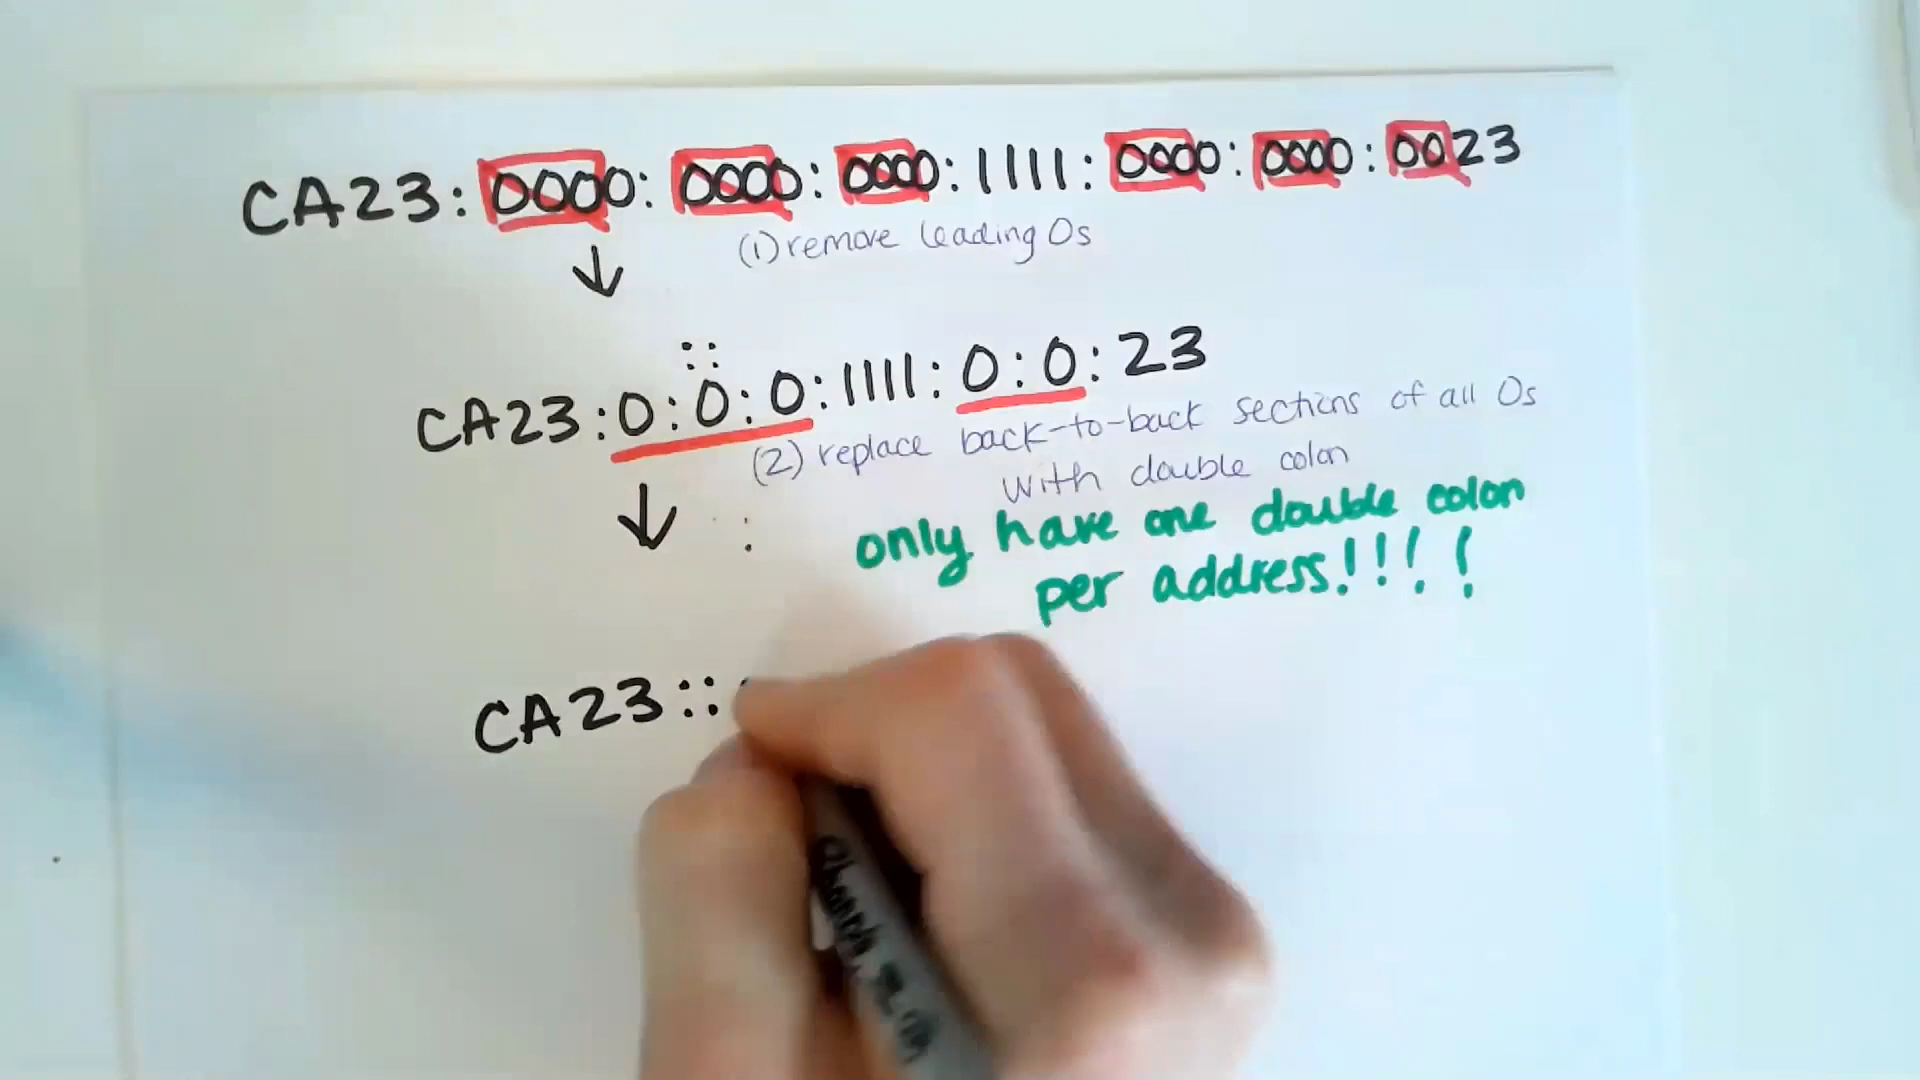 CA23:0000:0000:0000:1111:0000:0000:0023
(1) remove leading 0s
::
CA23:0:0:0:1111:0:0:23
(2) replace back-to-back sections of all 0s
with double colon
only have one double colon
per address!!!!
CA23::